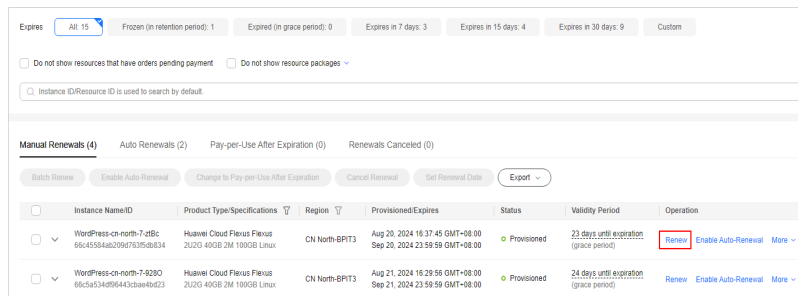 Expires All: 15 Frozen (in retention period): 1 Expired (in grace period): 0 Expires in 7 days: 3 Expires in 15 days: 4 Expires in 30 days: 9 Custom
Do not show resources that have orders pending payment Do not show resource packages
Instance ID/Resource ID is used to search by default.
Manual Renewals (4) Auto Renewals (2) Pay-per-Use After Expiration (0) Renewals Canceled (0)
Batch Renew Enable Auto-Renewal Change to Pay-per-Use After Expiration Cancel Renewal Set Renewal Date Export
Instance Name/ID Product Type/Specifications Region Provisioned/Expires Status Validity Period Operation
WordPress-cn-north-7-ztBc Huawei Cloud Flexus Flexus Aug 20, 2024 16:37:45 GMT+08:00 23 days until expiration
CN North-BPIT3 Provisioned Renew Enable Auto-Renewal More
66c45584ab209d763f5db834 2U2G 40GB 2M 100GB Linux Sep 20, 2024 23:59:59 GMT+08:00 (grace period)
WordPress-cn-north-7-928O Huawei Cloud Flexus Flexus Aug 21, 2024 16:29:56 GMT+08:00 24 days until expiration
CN North-BPIT3 Provisioned Renew Enable Auto-Renewal More
66c5a534df96443cbae4bd23 2U2G 40GB 2M 100GB Linux Sep 21, 2024 23:59:59 GMT+08:00 (grace period)